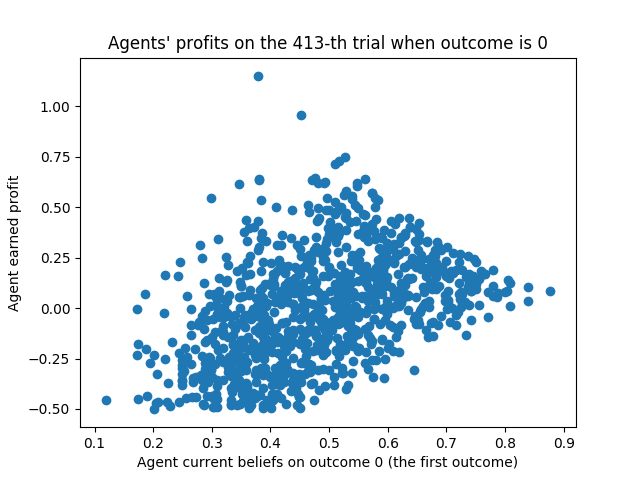 Agents' profits on the 413-th trial when outcome is 0
1.00
0.75
0.50
0.25
0.00
−0.25
−0.50
Agent earned profit
0.1 0.2 0.3 0.4 0.5 0.6 0.7 0.8 0.9
Agent current beliefs on outcome 0 (the first outcome)